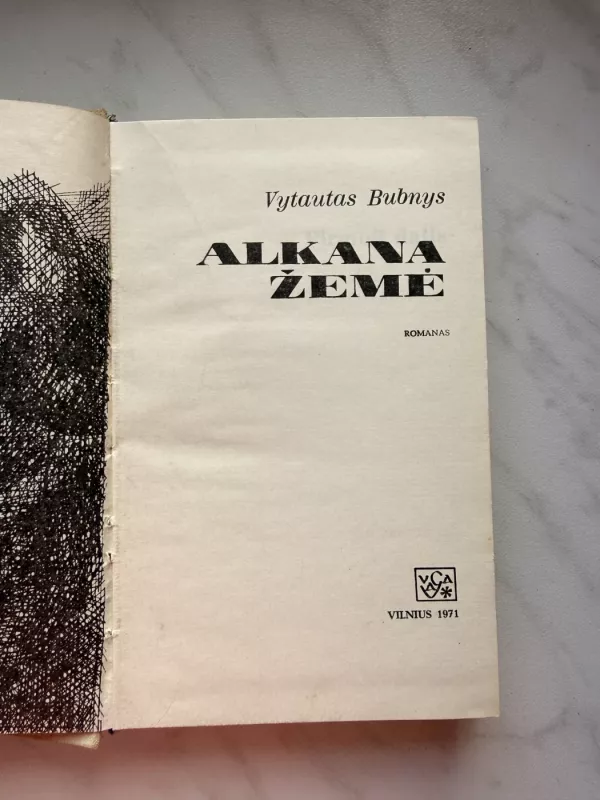 Vytautas Bubnys
ALKANA
ŽEMĖ
ROMANAS
VILNIUS 1971